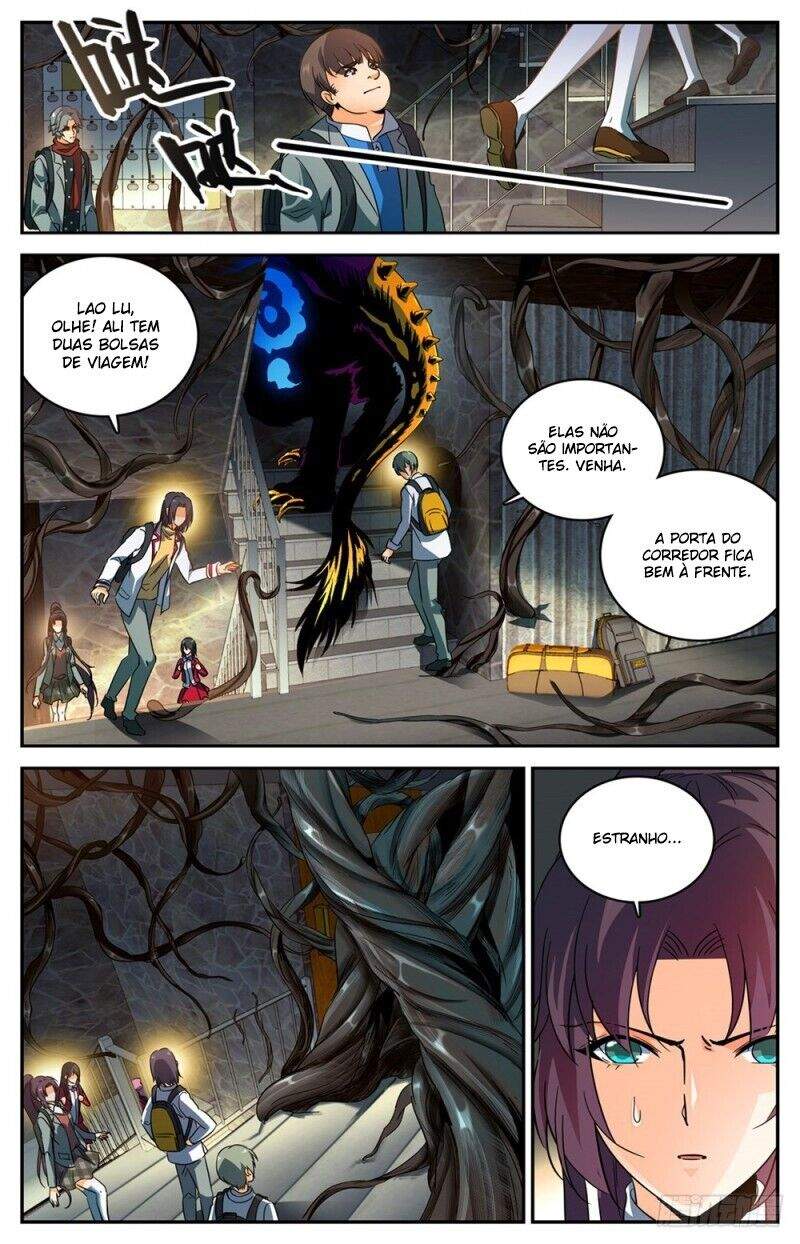 LAO LU,
OLHE! ALI TEM
DUAS BOLSAS
DE VIAGEM!
ELAS NÃO
SÃO IMPORTAN-
TES. VENHA.
A PORTA DO
CORREDOR FICA
BEM À FRENTE.
ESTRANHO...